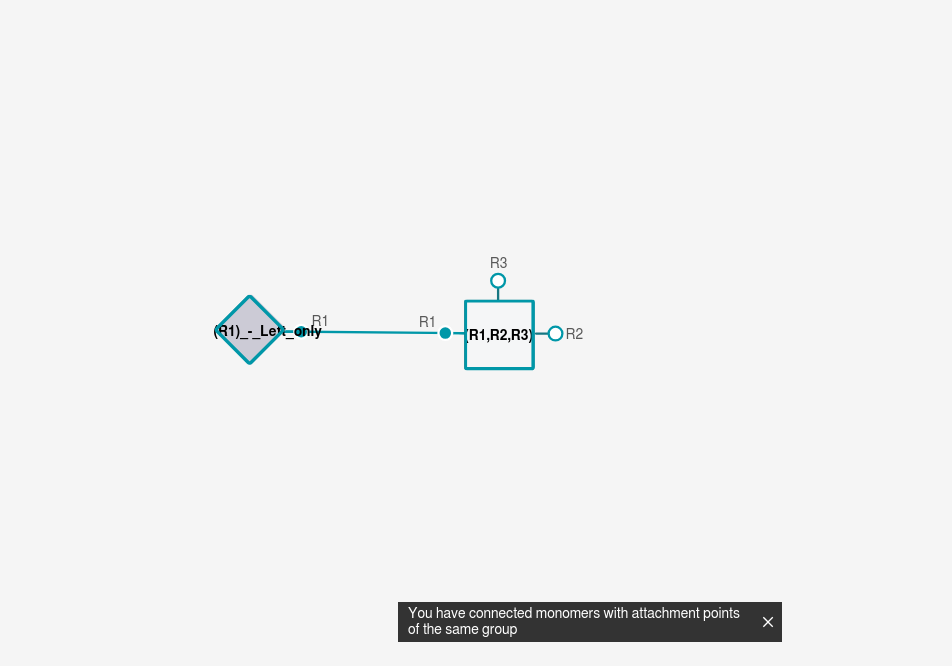 R3
R1
R1
(R1)_-_Left_only
(R1,R2,R3)
R2
You have connected monomers with attachment points
of the same group